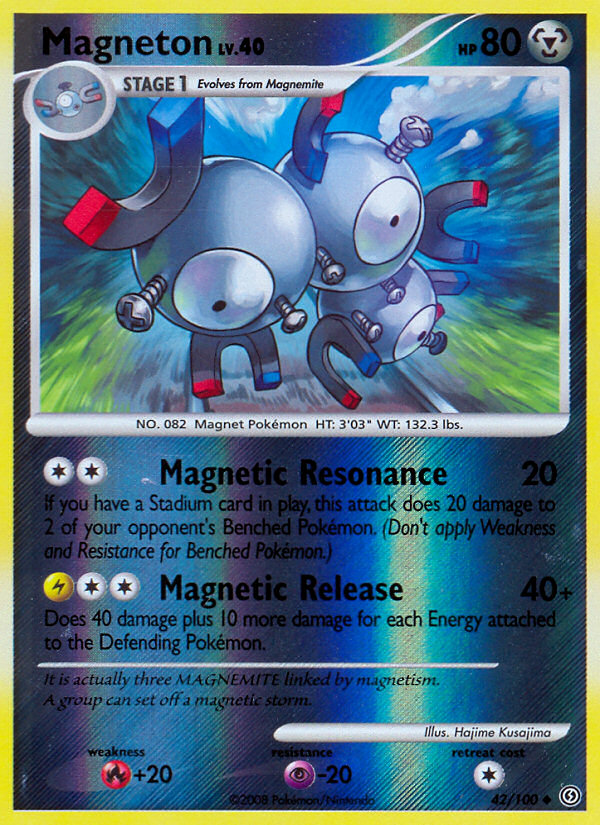 Magneton LV.40 HP 80
STAGE 1 Evolves from Magnemite
NO. 082 Magnet Pokémon HT: 3'03" WT: 132.3 lbs.
Magnetic Resonance 20
If you have a Stadium card in play, this attack does 20 damage to
2 of your opponent's Benched Pokémon. (Don't apply Weakness
and Resistance for Benched Pokémon.)
Magnetic Release 40+
Does 40 damage plus 10 more damage for each Energy attached
to the Defending Pokémon.
It is actually three MAGNEMITE linked by magnetism.
A group can set off a magnetic storm.
Illus. Hajime Kusajima
weakness resistance retreat cost
+20 -20
©2008 Pokémon/Nintendo 42/100